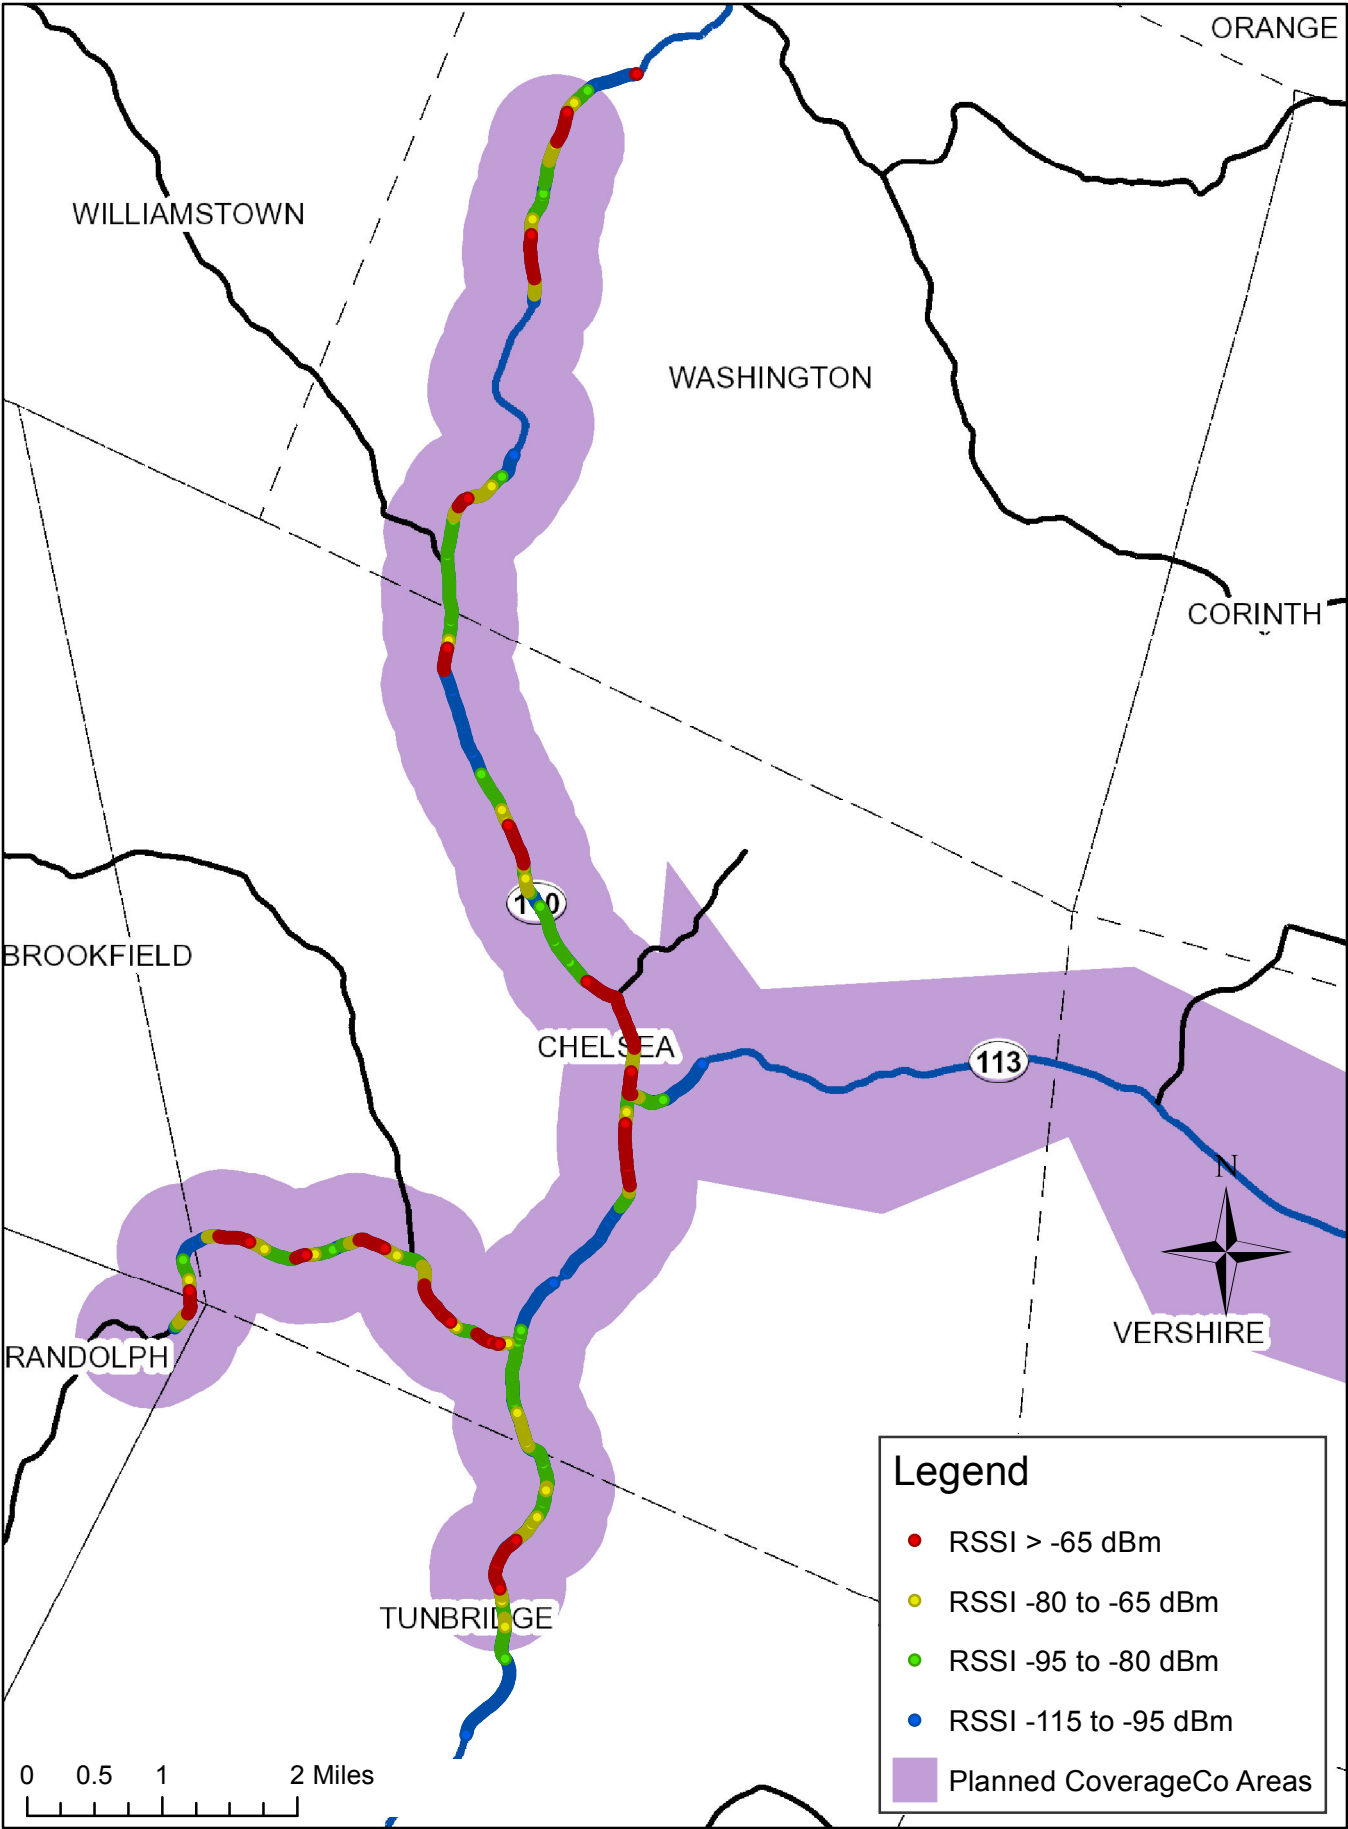 ORANGE
WILLIAMSTOWN
WASHINGTON
CORINTH
BROOKFIELD
CHELSEA
113
N
VERSHIRE
RANDOLPH
TUNBRIDGE
Legend
RSSI > -65 dBm
RSSI -80 to -65 dBm
RSSI -95 to -80 dBm
RSSI -115 to -95 dBm
Planned CoverageCo Areas
0 0.5 1 2 Miles